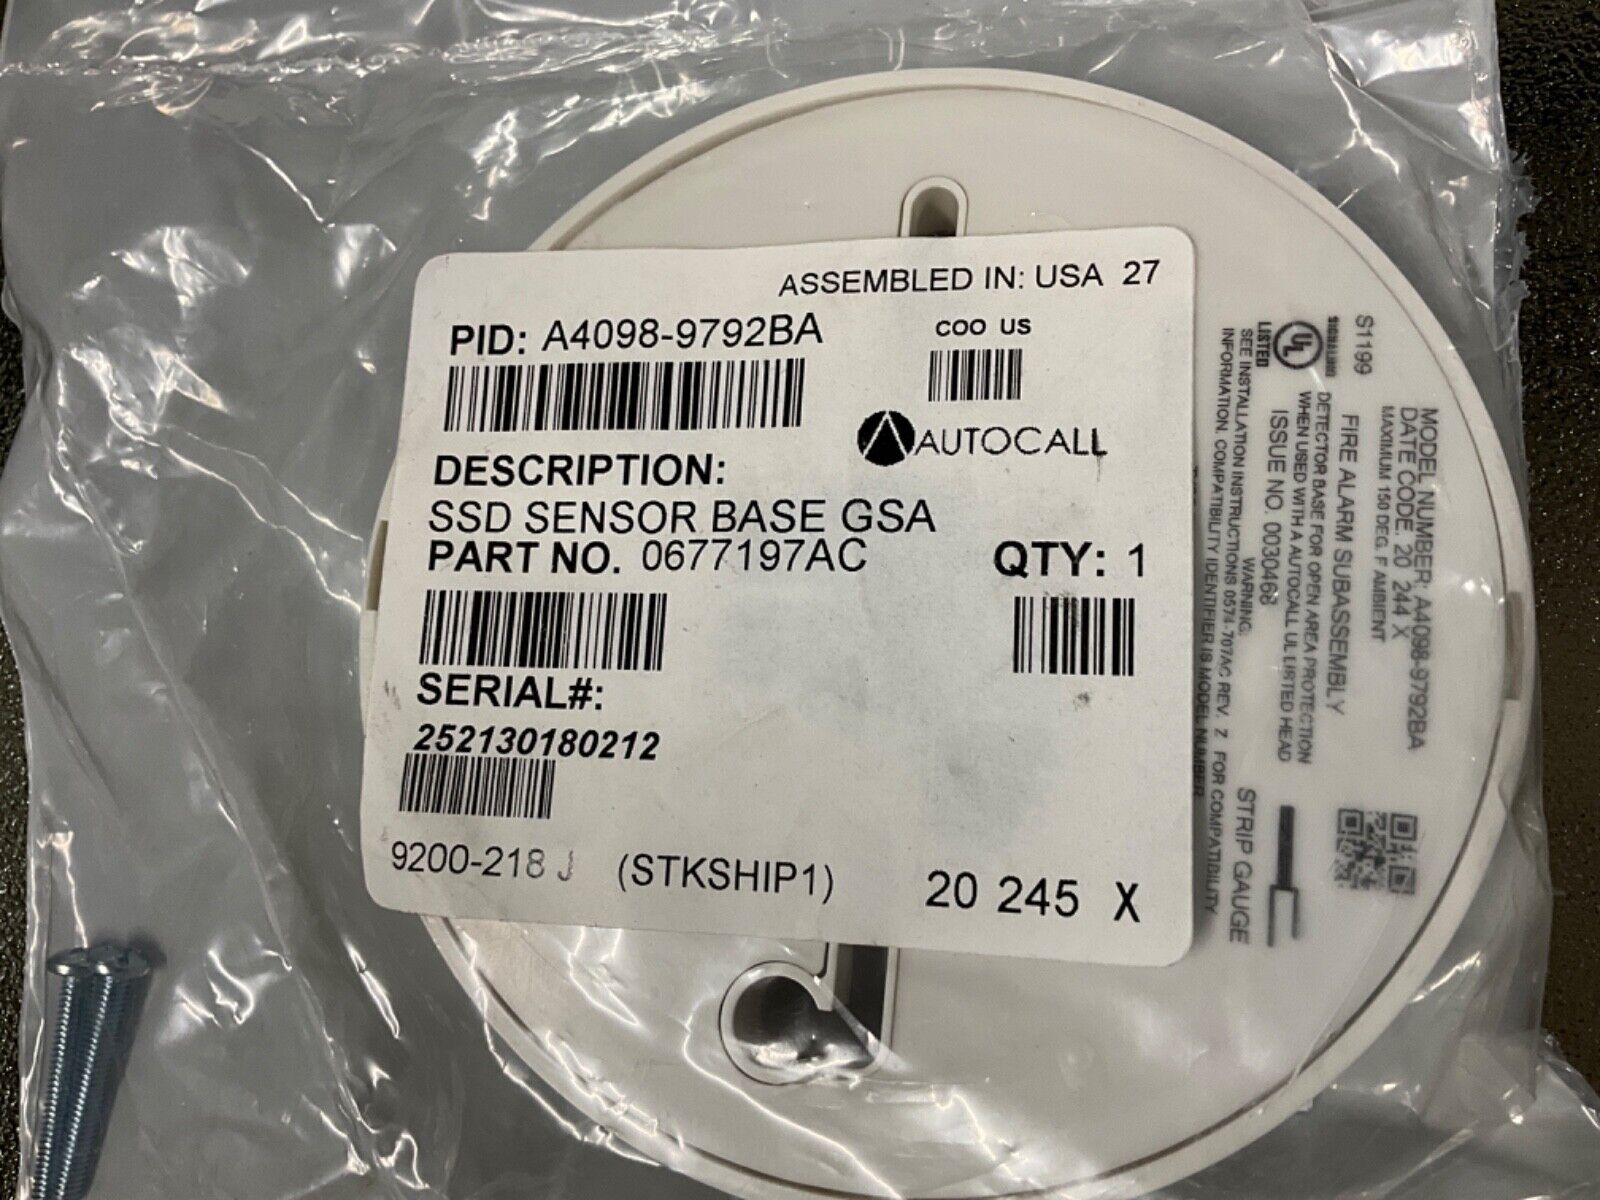 ASSEMBLED IN: USA 27
PID: A4098-9792BA
COO US
AUTOCALL
DESCRIPTION:
SSD SENSOR BASE GSA
PART NO. 0677197AC
QTY: 1
SERIAL#:
252130180212
9200-218 J (STKSHIP1)
20 245 X
MODEL NUMBER: A4098-9792BA
DATE CODE. 20 244 X
MAXIMUM 150 DEG. F AMBIENT
S1199
FIRE ALARM SUBASSEMBLY
SIGNALING
UL
LISTED
DETECTOR BASE FOR OPEN AREA PROTECTION
WHEN USED WITH A AUTOCALL UL LISTED HEAD
ISSUE NO. 0030468
WARNING:
SEE INSTALLATION INSTRUCTIONS 0574-707AC REV. Z FOR COMPATIBILITY
INFORMATION. COMPATIBILITY IDENTIFIER IS MODEL NUMBER
STRIP GAUGE